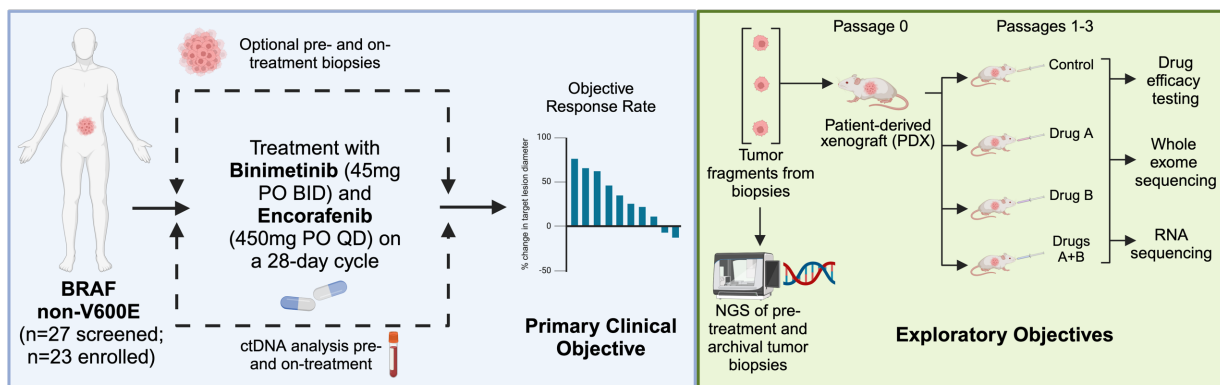 Optional pre- and on-
treatment biopsies
Treatment with
Binimetinib (45mg
PO BID) and
Encorafenib
(450mg PO QD) on
a 28-day cycle
BRAF
non-V600E
(n=27 screened;
n=23 enrolled)
ctDNA analysis pre-
and on-treatment
Objective
Response Rate
% change in target lesion diameter
100
50
0
-50
Primary Clinical
Objective
Tumor
fragments from
biopsies
NGS of pre-
treatment and
archival tumor
biopsies
Passage 0
Patient-derived
xenograft (PDX)
Passages 1-3
Control
Drug A
Drug B
Drugs
A+B
Drug
efficacy
testing
Whole
exome
sequencing
RNA
sequencing
Exploratory Objectives